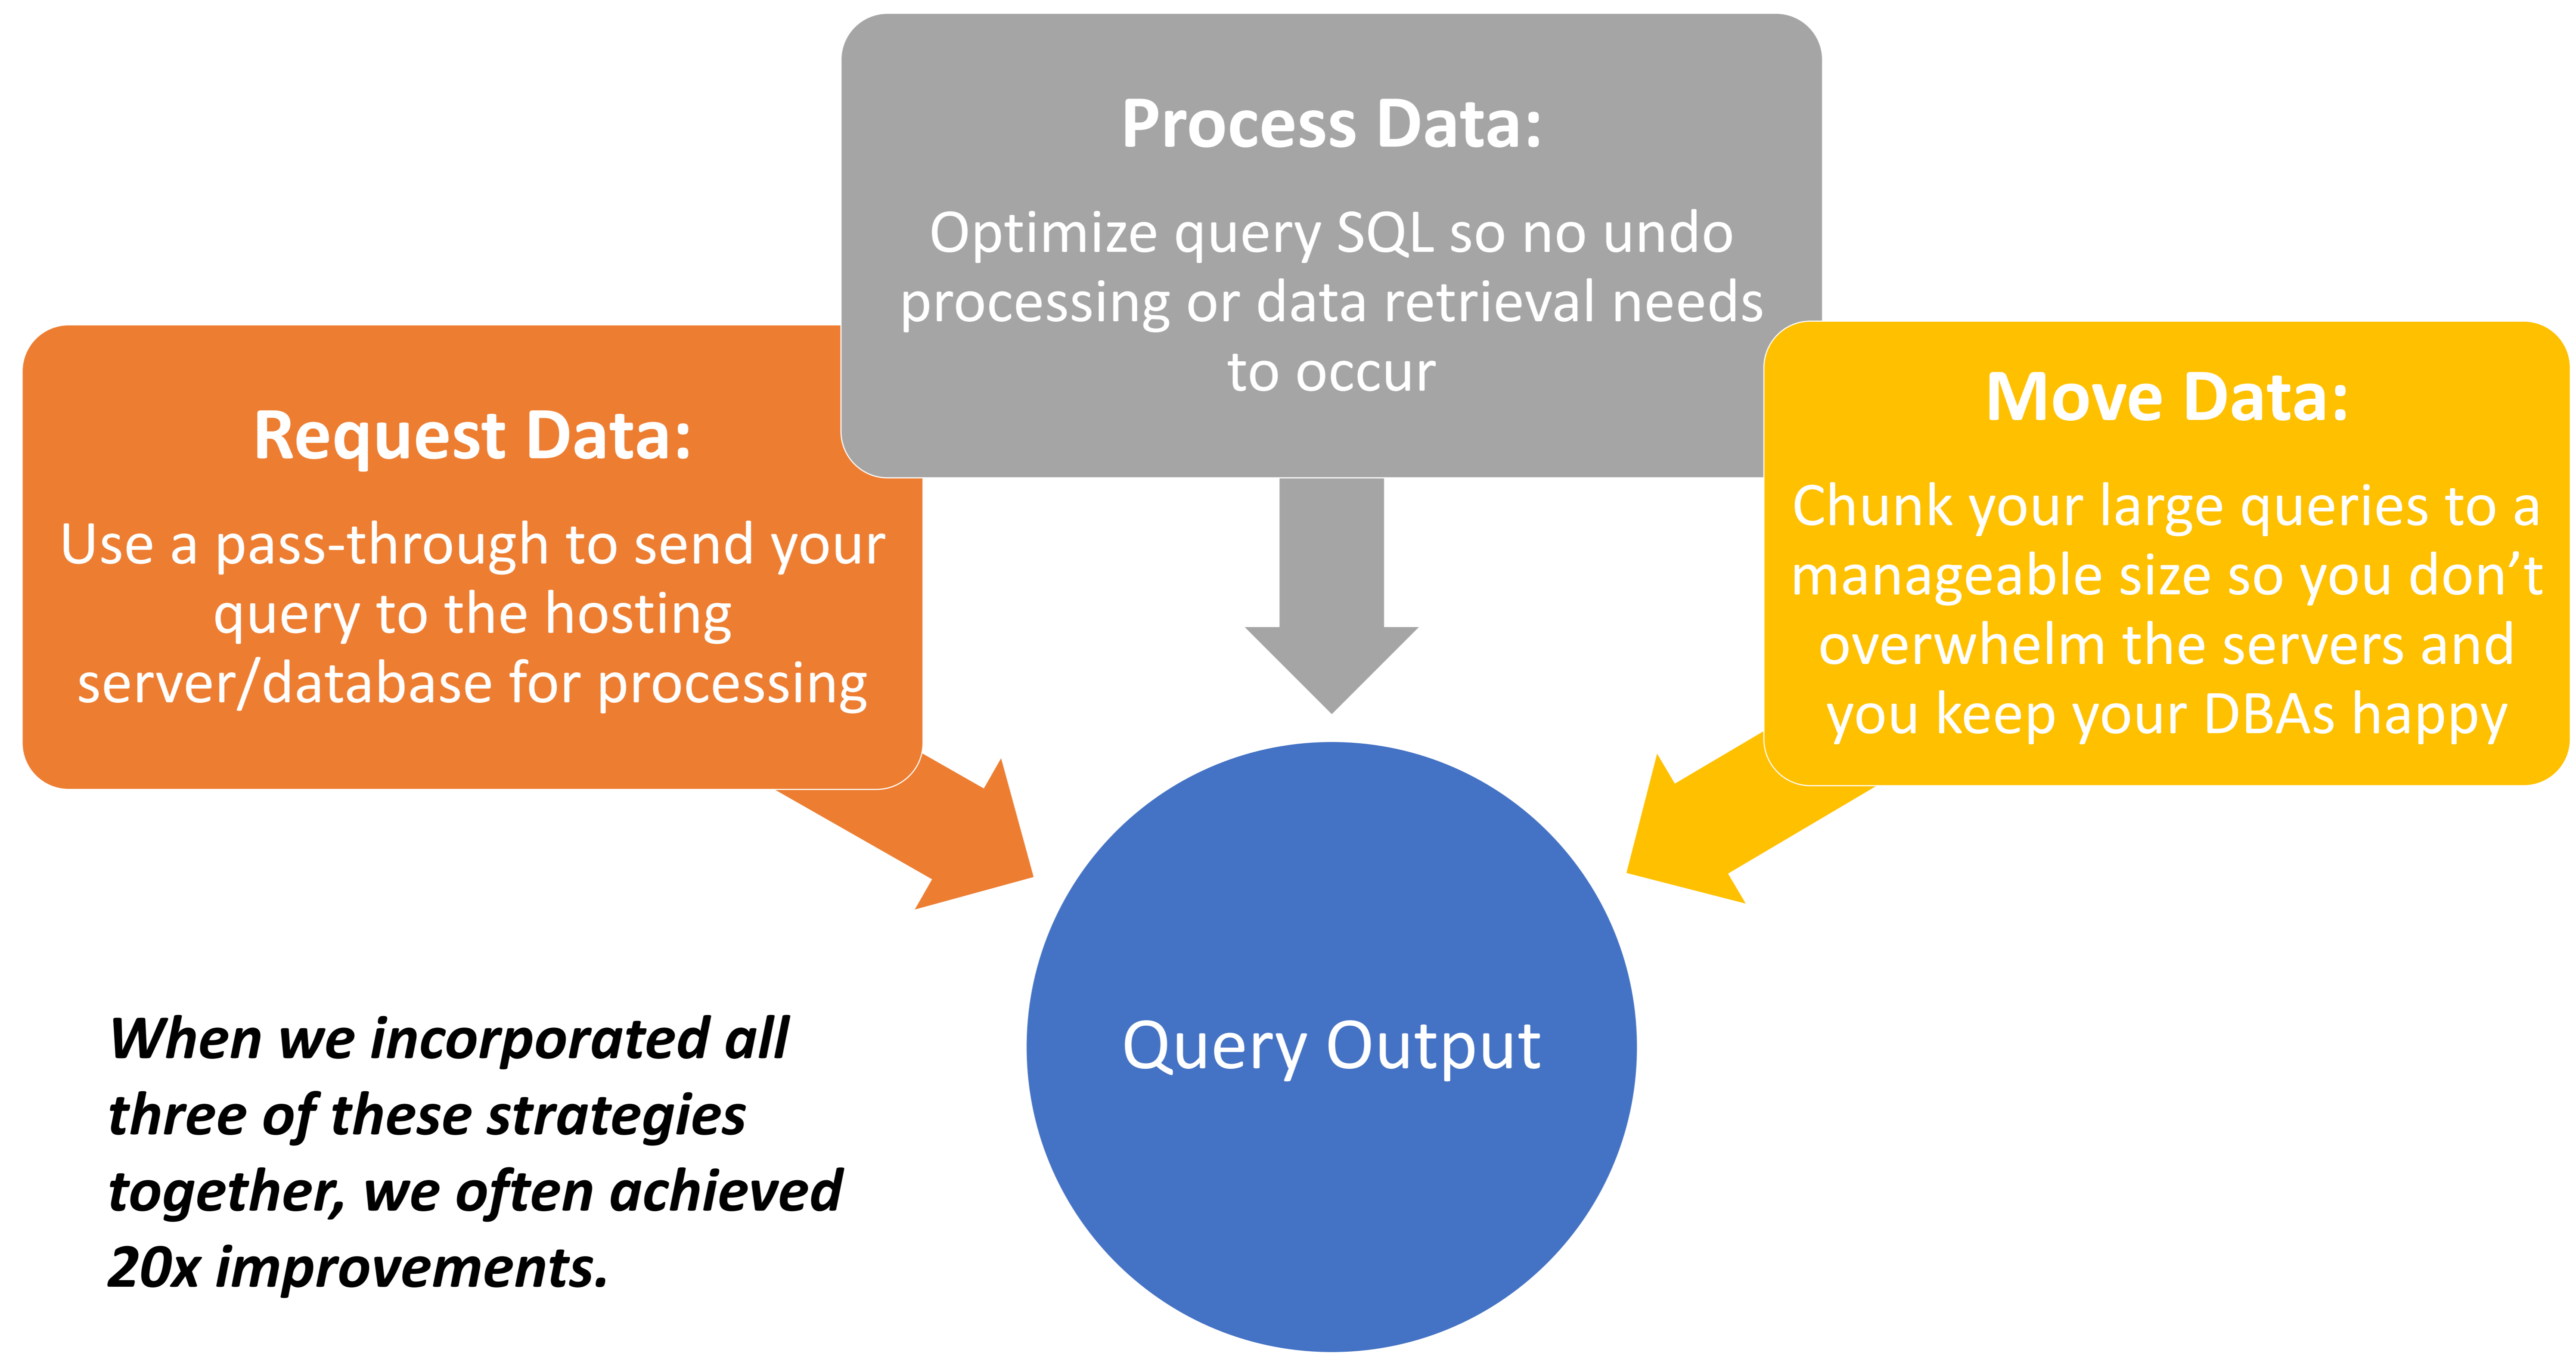 Process Data:
Optimize query SQL so no undo
processing or data retrieval needs
to occur
Request Data:
Use a pass-through to send your
query to the hosting
server/database for processing
Move Data:
Chunk your large queries to a
manageable size so you don’t
overwhelm the servers and
you keep your DBAs happy
Query Output
When we incorporated all
three of these strategies
together, we often achieved
20x improvements.